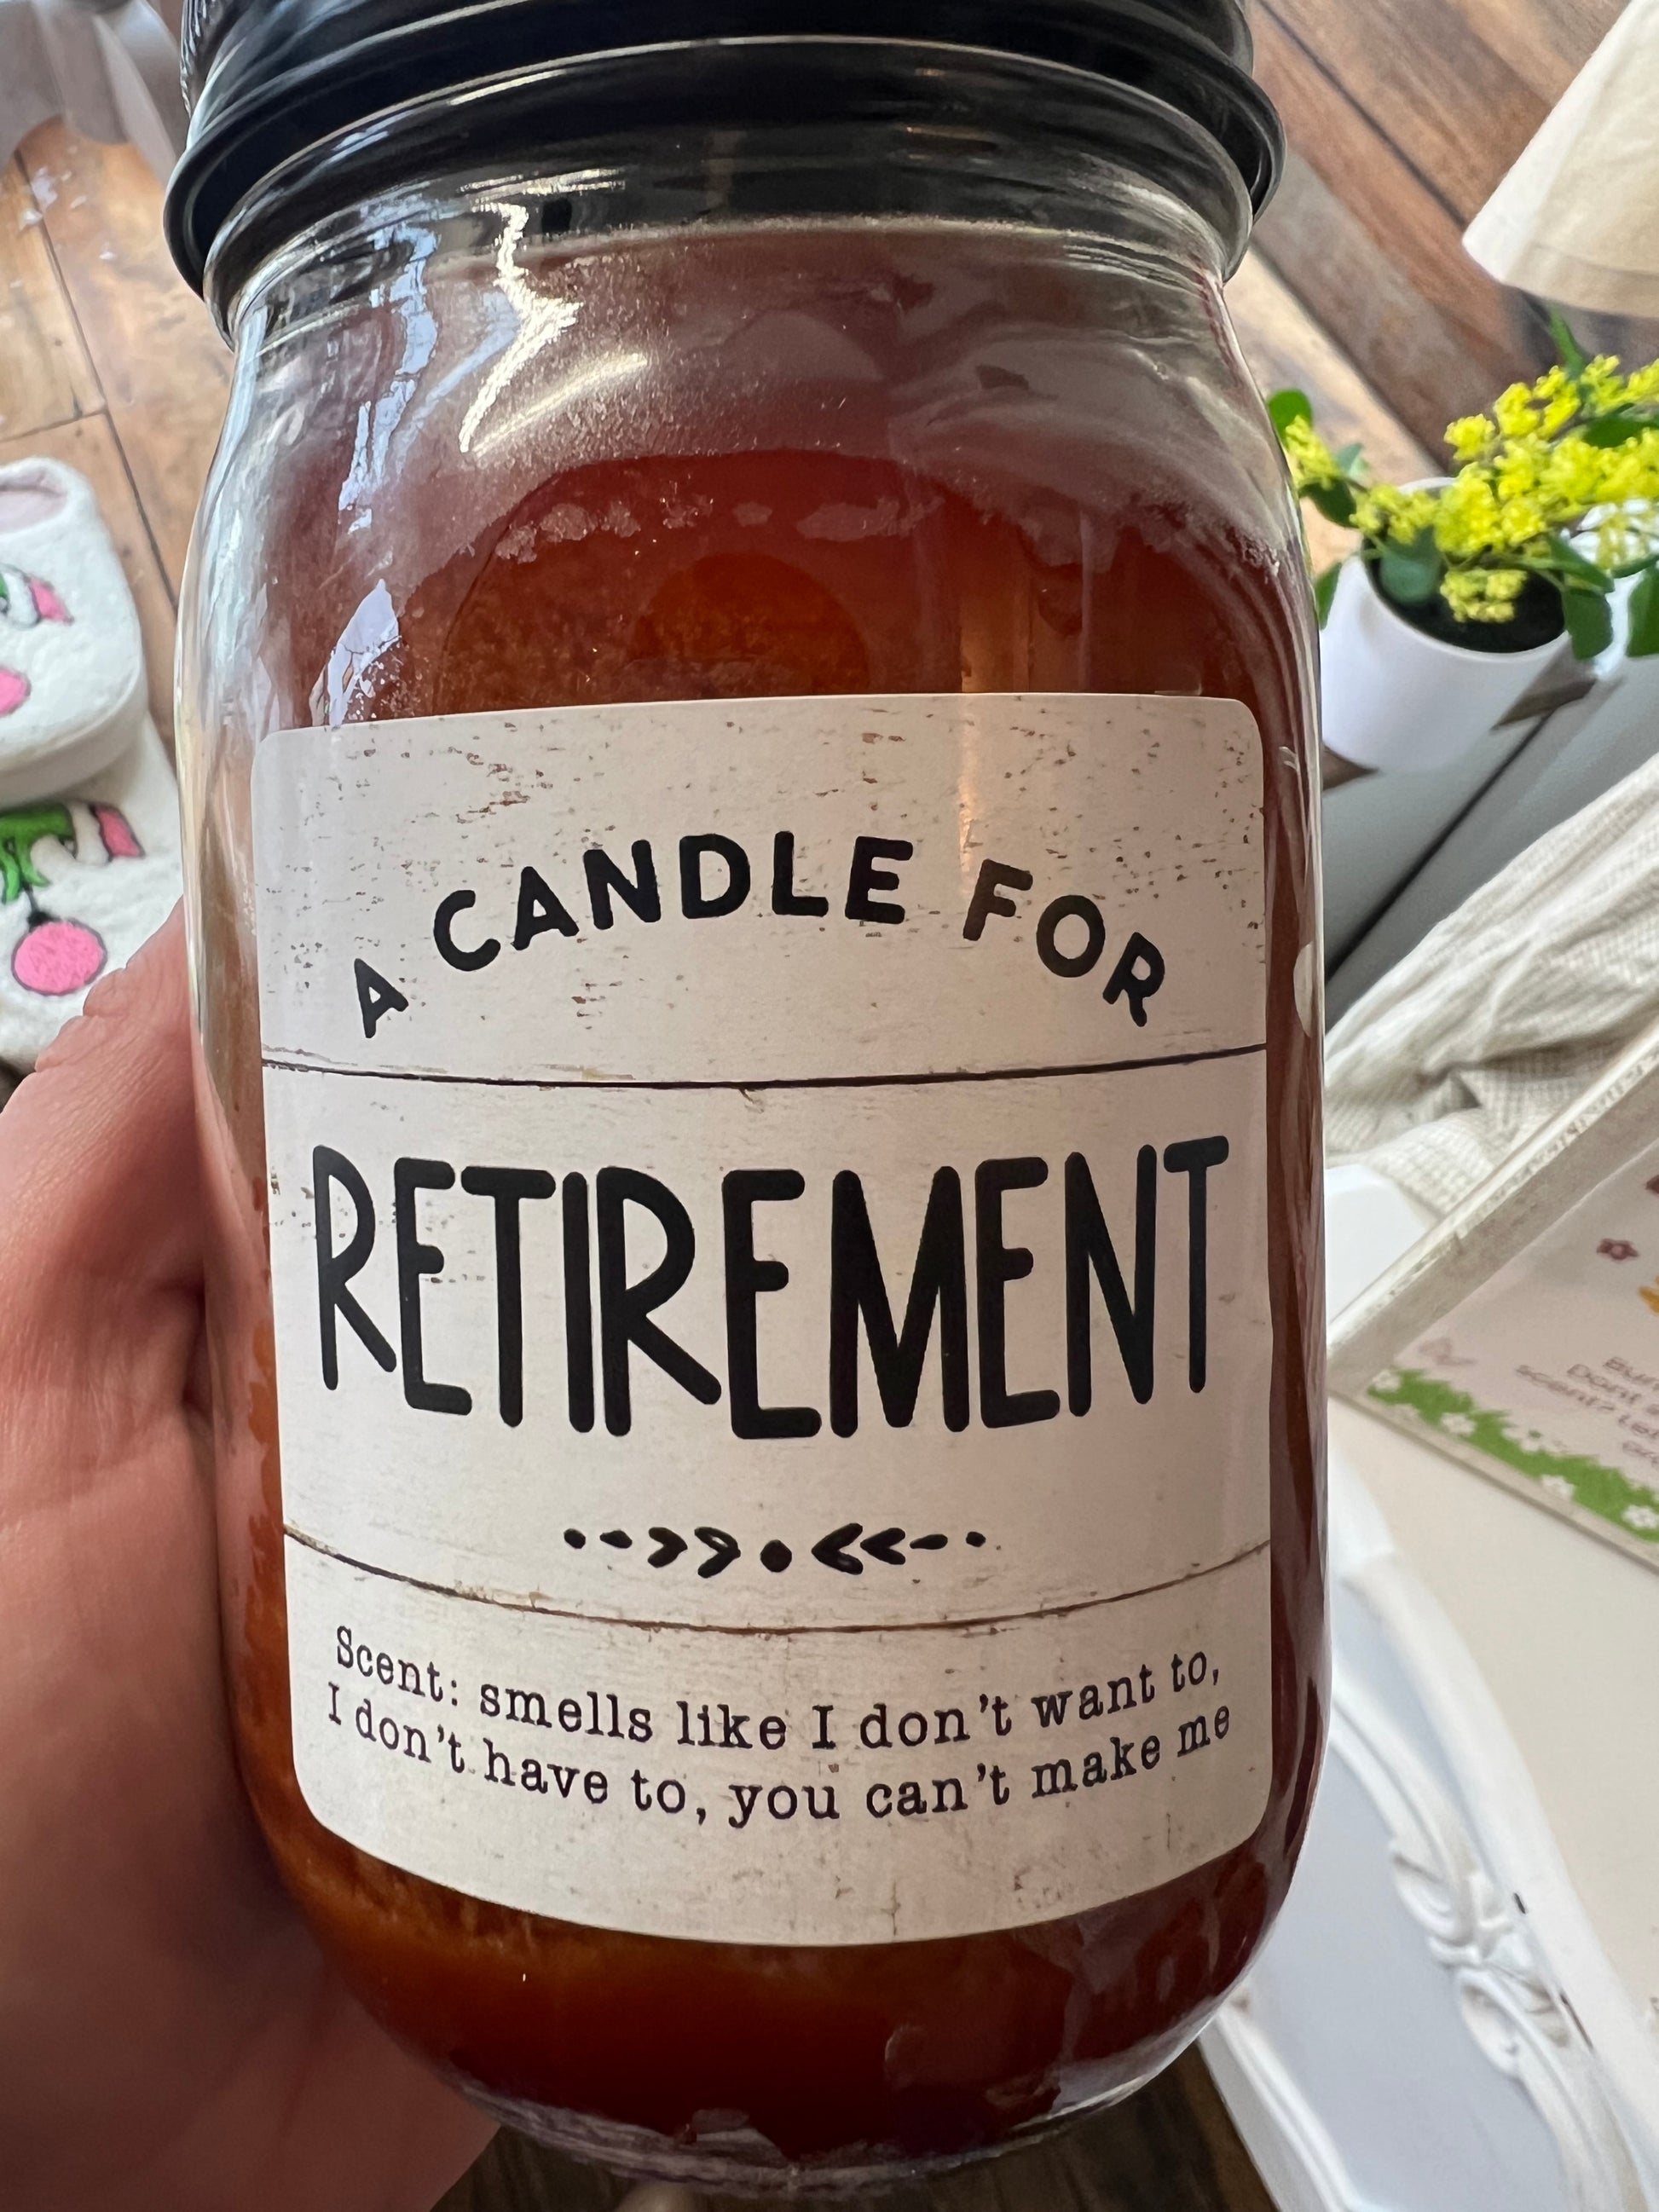 A CANDLE FOR
RETIREMENT
Scent: smells like I don't want to,
I don't have to, you can't make me